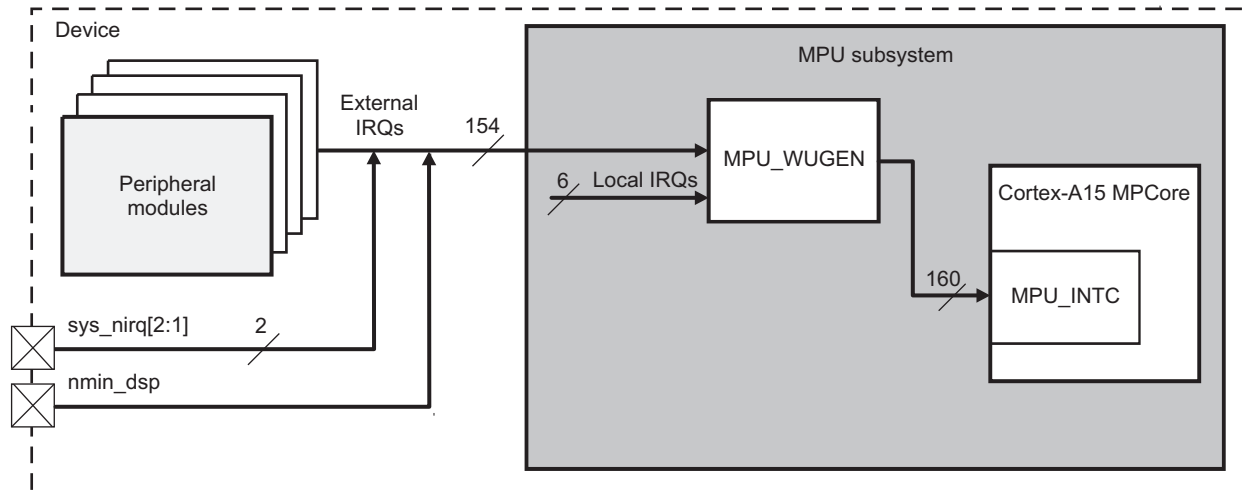 Device
MPU subsystem
External
IRQs
154
MPU_WUGEN
Peripheral
modules
6
Local IRQs
Cortex-A15 MPCore
160
MPU_INTC
sys_nirq[2:1]
2
nmin_dsp